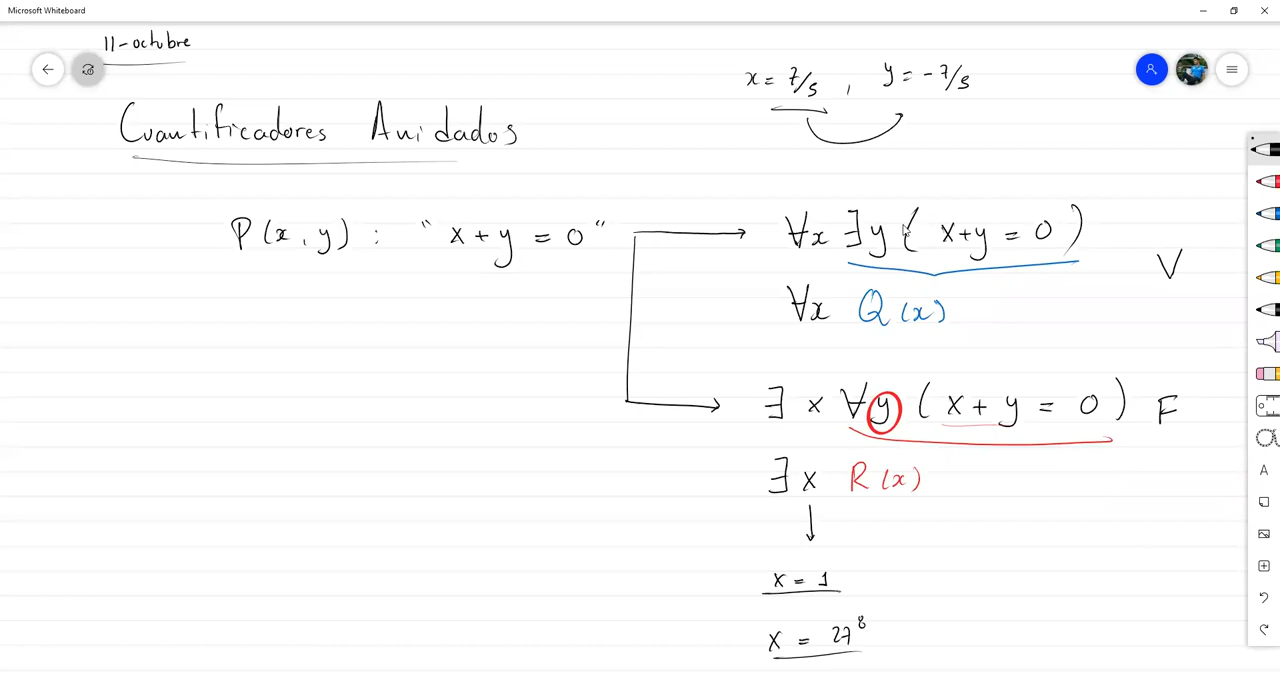 Microsoft Whiteboard
11-octubre
x = 7/5 , y = -7/5
Cuantificadores Anidados
P(x, y) : " x + y = 0 "
∀x ∃y ( x+y = 0 )
V
∀x Q(x)
∃ x ∀y ( x + y = 0 )
F
∃ x R(x)
x = 1
x = 27⁸